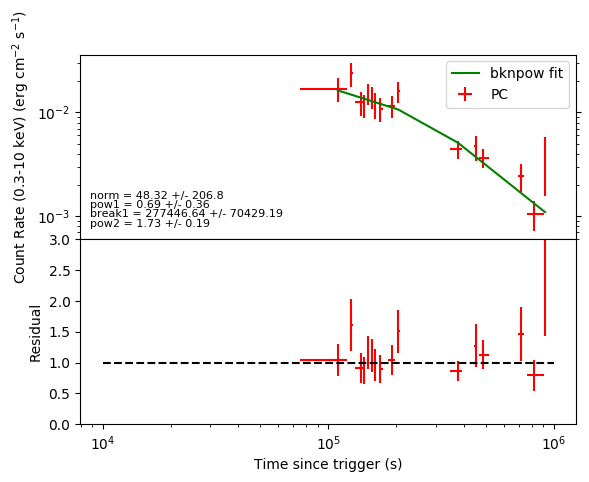 Count Rate (0.3-10 keV) (erg cm⁻² s⁻¹)
10⁻²
10⁻³
bknpow fit
PC
norm = 48.32 +/- 206.8
pow1 = 0.69 +/- 0.36
break1 = 277446.64 +/- 70429.19
pow2 = 1.73 +/- 0.19
Residual
3.0
2.5
2.0
1.5
1.0
0.5
0.0
10⁴
10⁵
10⁶
Time since trigger (s)